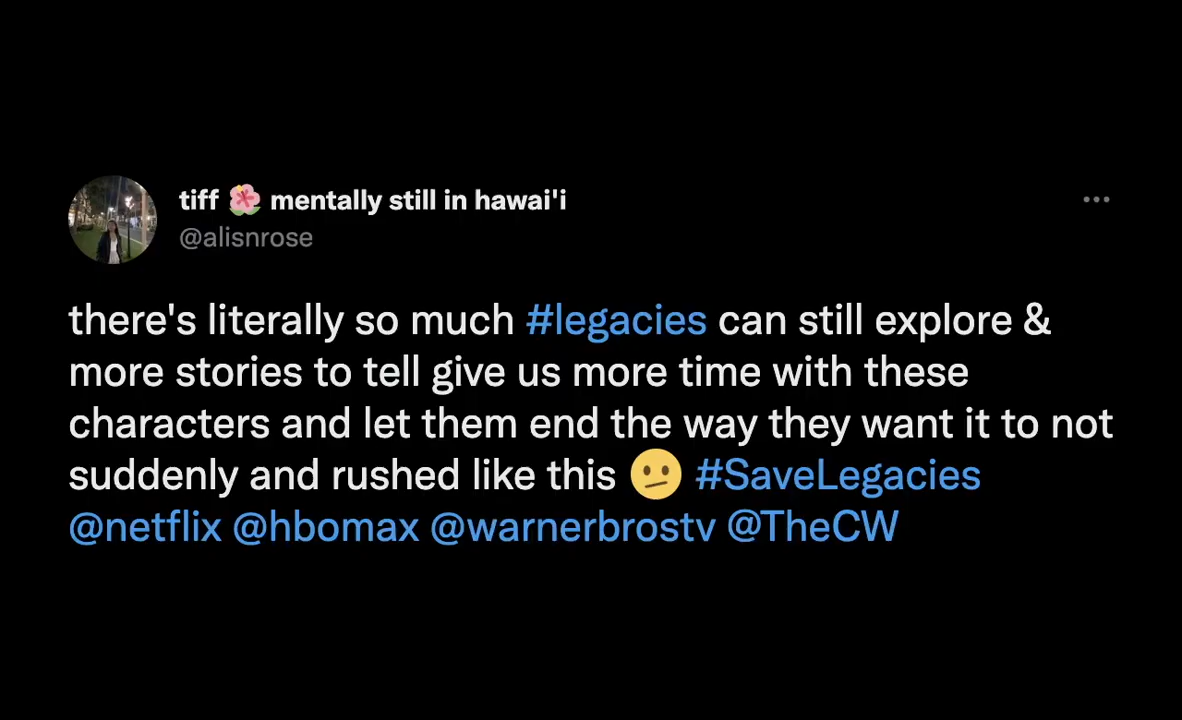 tiff 🌺 mentally still in hawai'i
@alisnrose
there's literally so much #legacies can still explore &
more stories to tell give us more time with these
characters and let them end the way they want it to not
suddenly and rushed like this 🫤 #SaveLegacies
@netflix @hbomax @warnerbrostv @TheCW